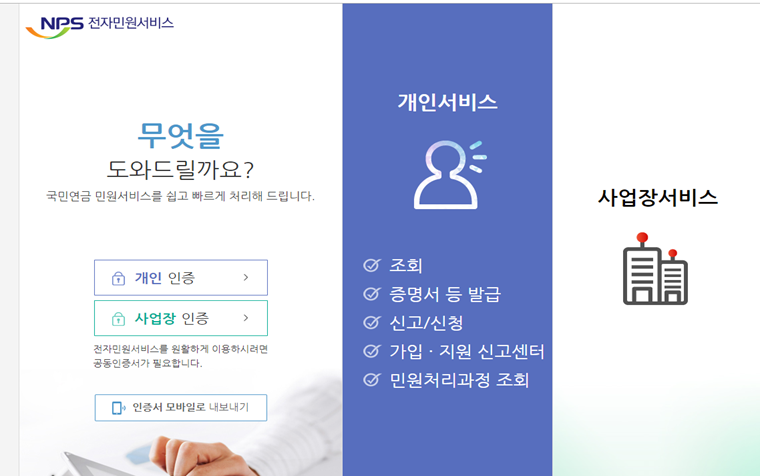 NPS 전자민원서비스
무엇을
도와드릴까요?
국민연금 민원서비스를 쉽고 빠르게 처리해 드립니다.
개인 인증
사업장 인증
전자민원서비스를 원활하게 이용하시려면
공동인증서가 필요합니다.
인증서 모바일로 내보내기
개인서비스
조회
증명서 등 발급
신고/신청
가입 · 지원 신고센터
민원처리과정 조회
사업장서비스